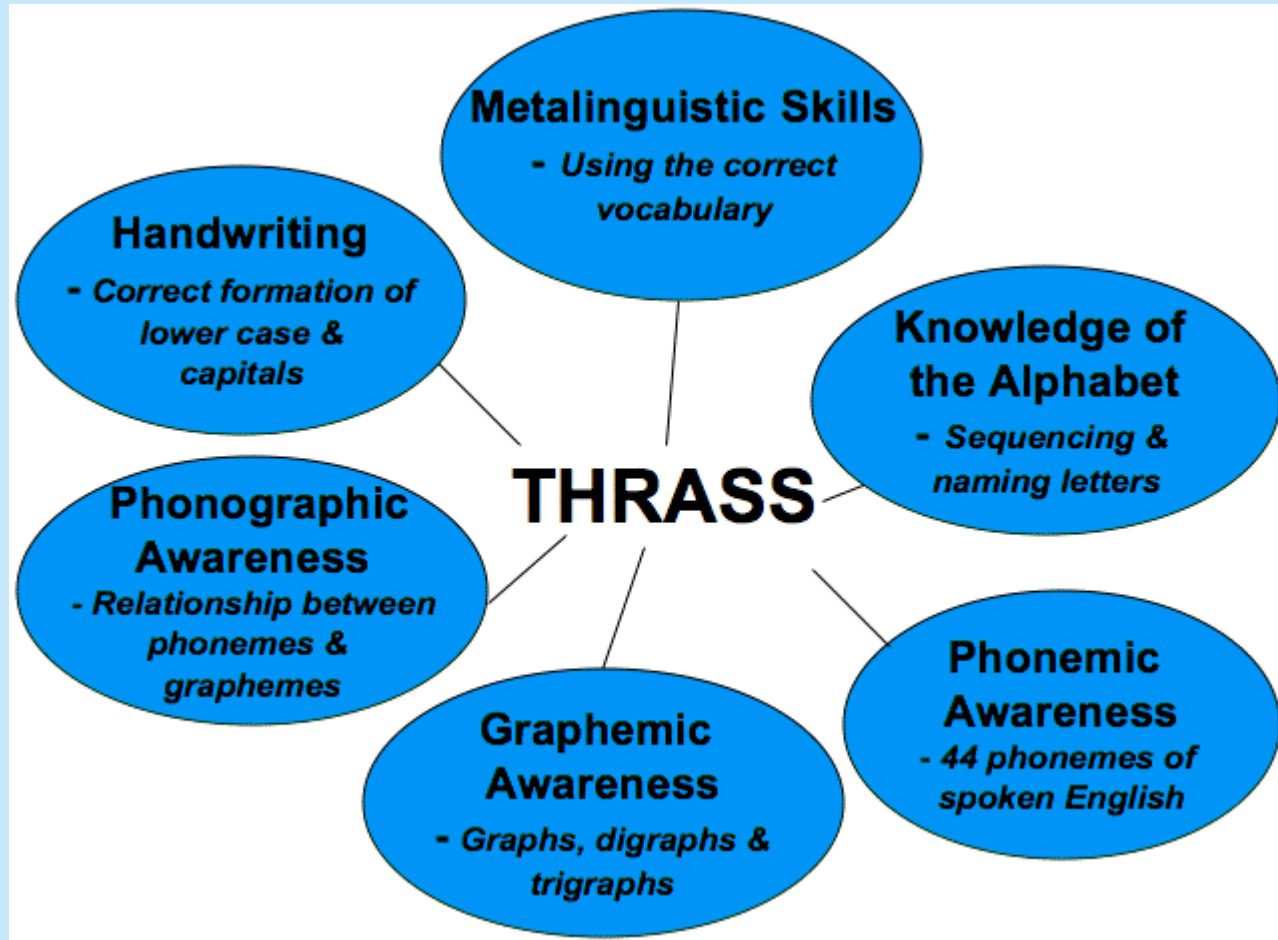 Metalinguistic Skills
- Using the correct
vocabulary
Handwriting
- Correct formation of
lower case &
capitals
Knowledge of
the Alphabet
- Sequencing &
naming letters
THRASS
Phonographic
Awareness
- Relationship between
phonemes &
graphemes
Phonemic
Awareness
- 44 phonemes of
spoken English
Graphemic
Awareness
- Graphs, digraphs &
trigraphs